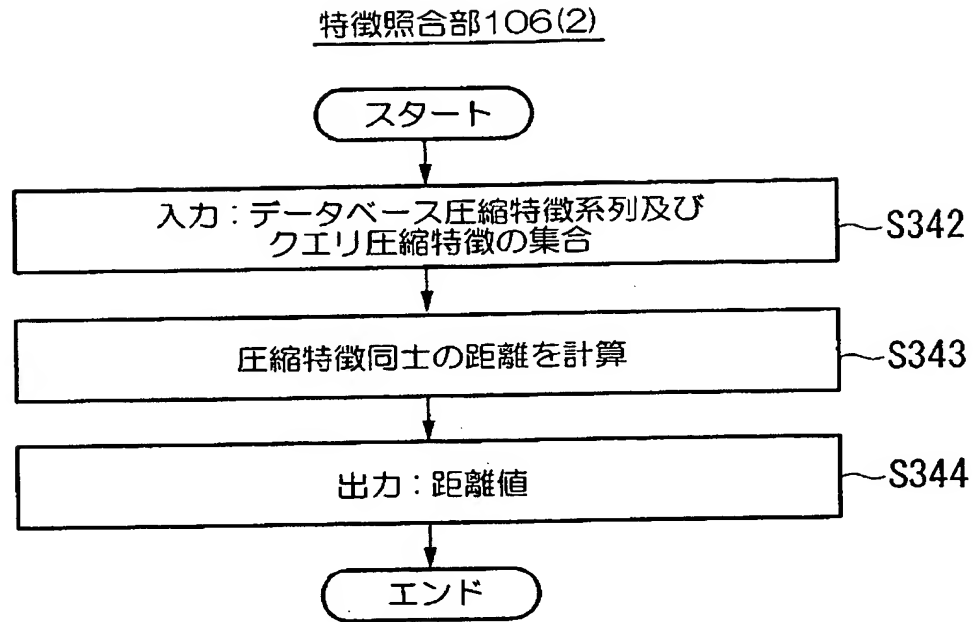 特徴照合部106(2)
スタート
入力：データベース圧縮特徴系列及び
クエリ圧縮特徴の集合
S342
圧縮特徴同士の距離を計算
S343
出力：距離値
S344
エンド